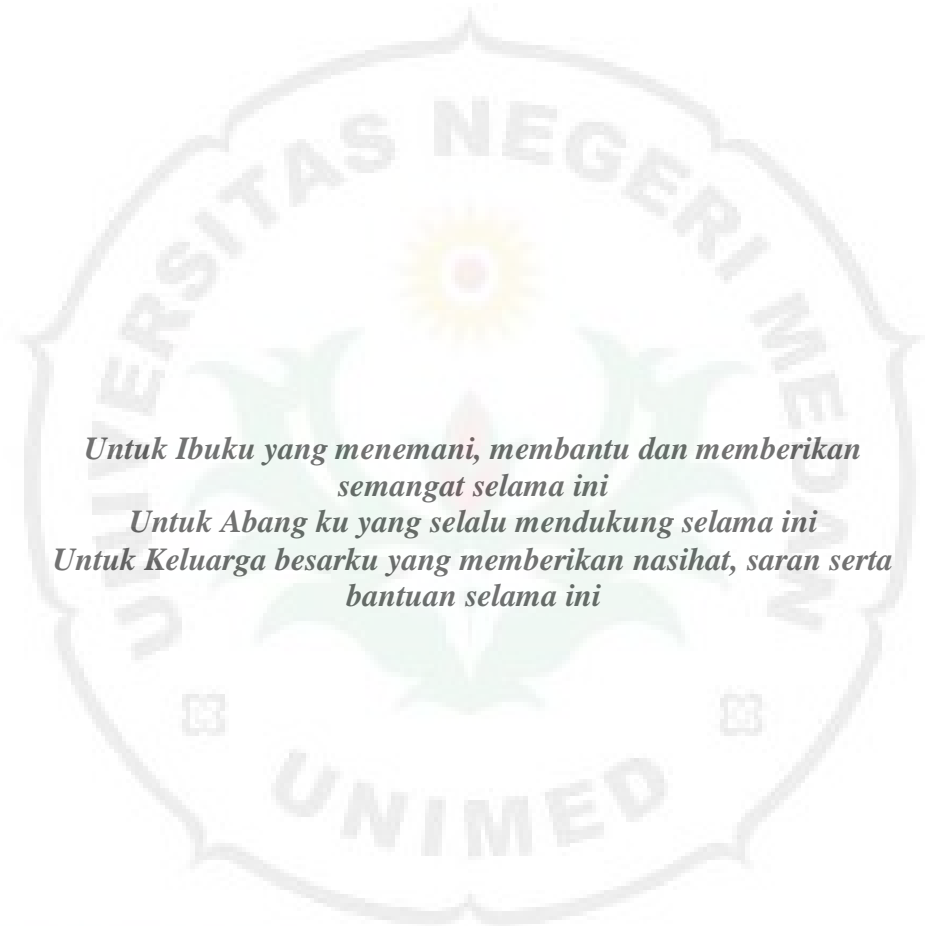 UNIVERSITAS NEGERI MEDAN
Untuk Ibuku yang menemani, membantu dan memberikan
semangat selama ini
Untuk Abang ku yang selalu mendukung selama ini
Untuk Keluarga besarku yang memberikan nasihat, saran serta
bantuan selama ini
UNIMED